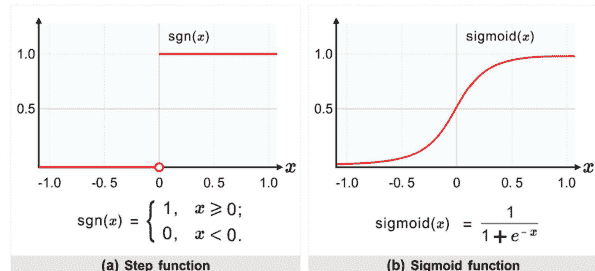 sgn(x)
1.0
0.5
x
-1.0 -0.5 0 0.5 1.0
sgn(x) = { 1, x ⩾ 0;
0, x < 0.
(a) Step function
sigmoid(x)
1.0
0.5
x
-1.0 -0.5 0 0.5 1.0
sigmoid(x) = 1
1+e^-x
(b) Sigmoid function